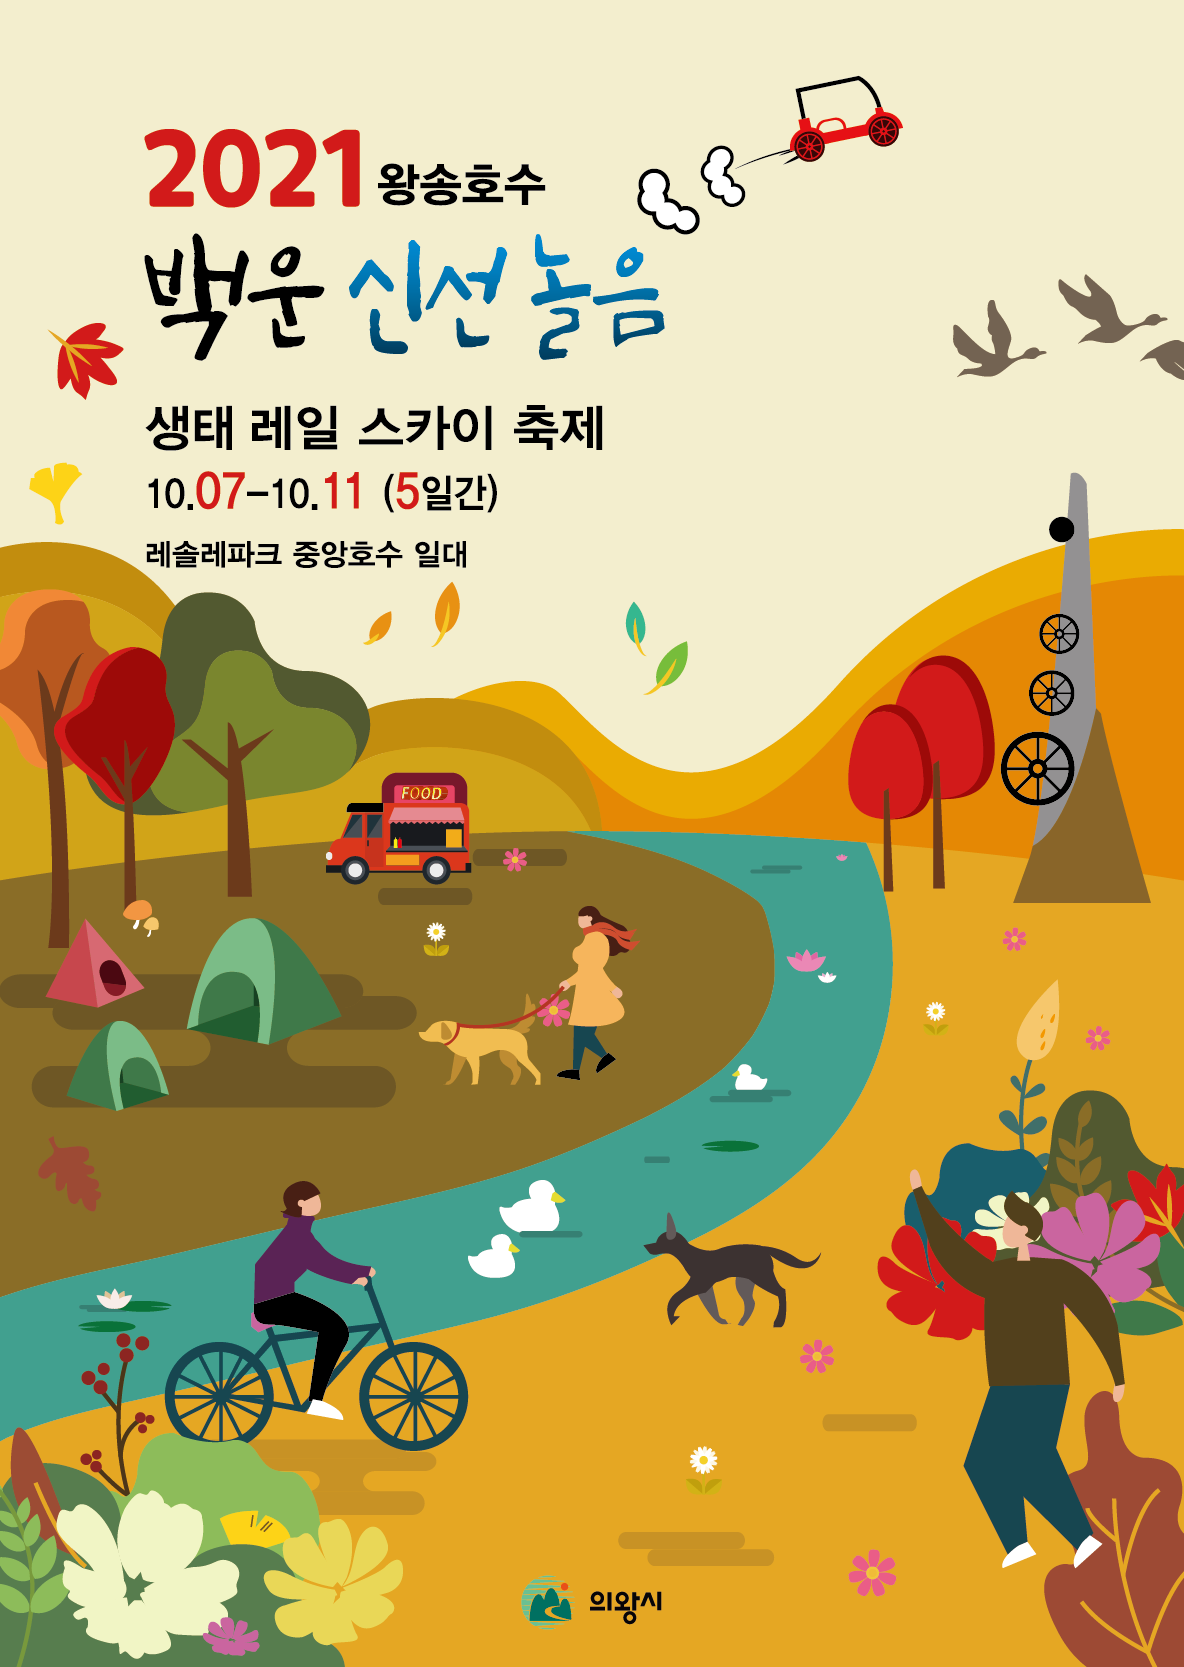 2021 왕송호수
백운 신선놀음
생태 레일 스카이 축제
10.07-10.11 (5일간)
레솔레파크 중앙호수 일대
FOOD
의왕시